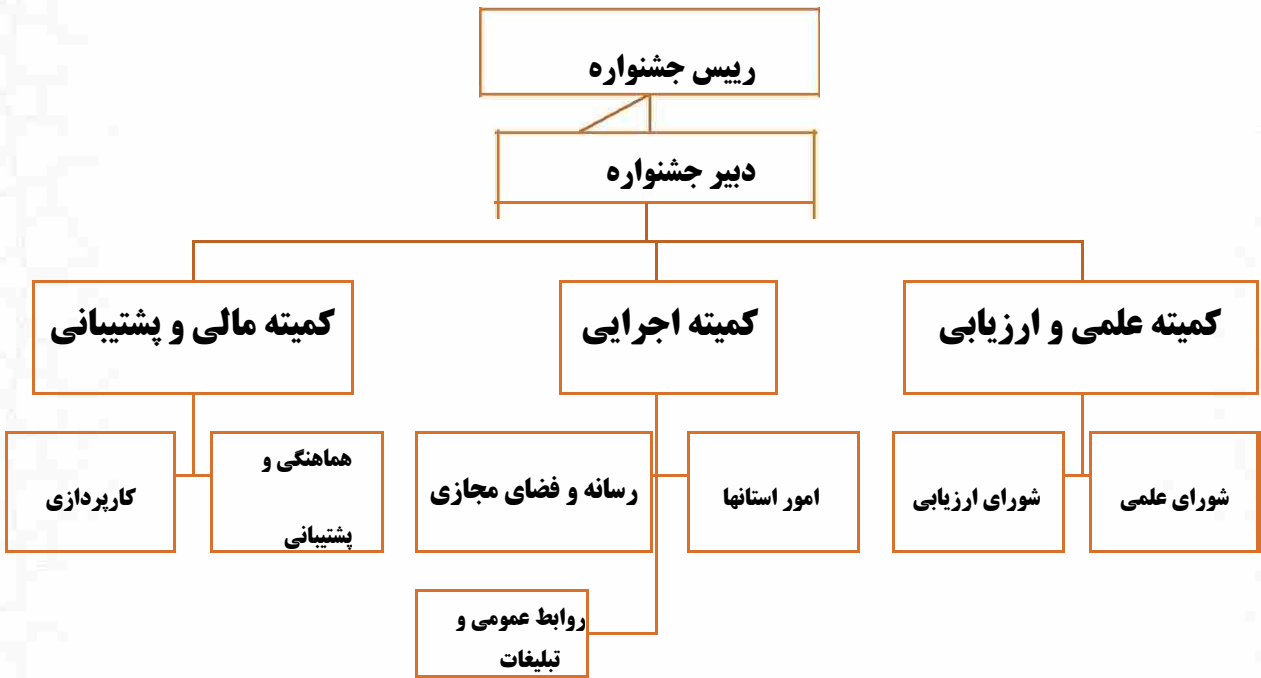 رییس جشنواره
دبیر جشنواره
کمیته علمی و ارزیابی
کمیته اجرایی
کمیته مالی و پشتیبانی
شورای علمی
شورای ارزیابی
امور استانها
رسانه و فضای مجازی
هماهنگی و
پشتیبانی
کارپردازی
روابط عمومی و
تبلیغات